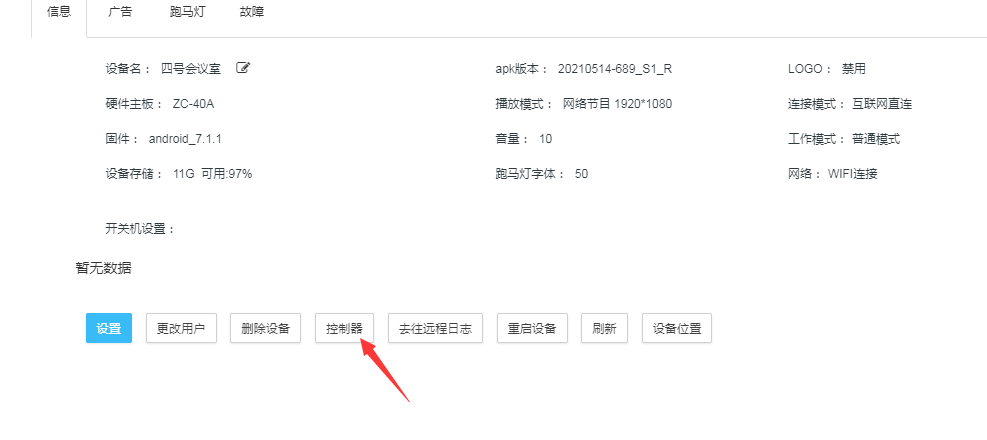 信息 广告 跑马灯 故障
设备名： 四号会议室 apk版本： 20210514-689_S1_R LOGO： 禁用
硬件主板： ZC-40A 播放模式： 网络节目 1920*1080 连接模式： 互联网直连
固件： android_7.1.1 音量： 10 工作模式： 普通模式
设备存储： 11G 可用:97% 跑马灯字体： 50 网络： WIFI连接
开关机设置：
暂无数据
设置 更改用户 删除设备 控制器 去往远程日志 重启设备 刷新 设备位置